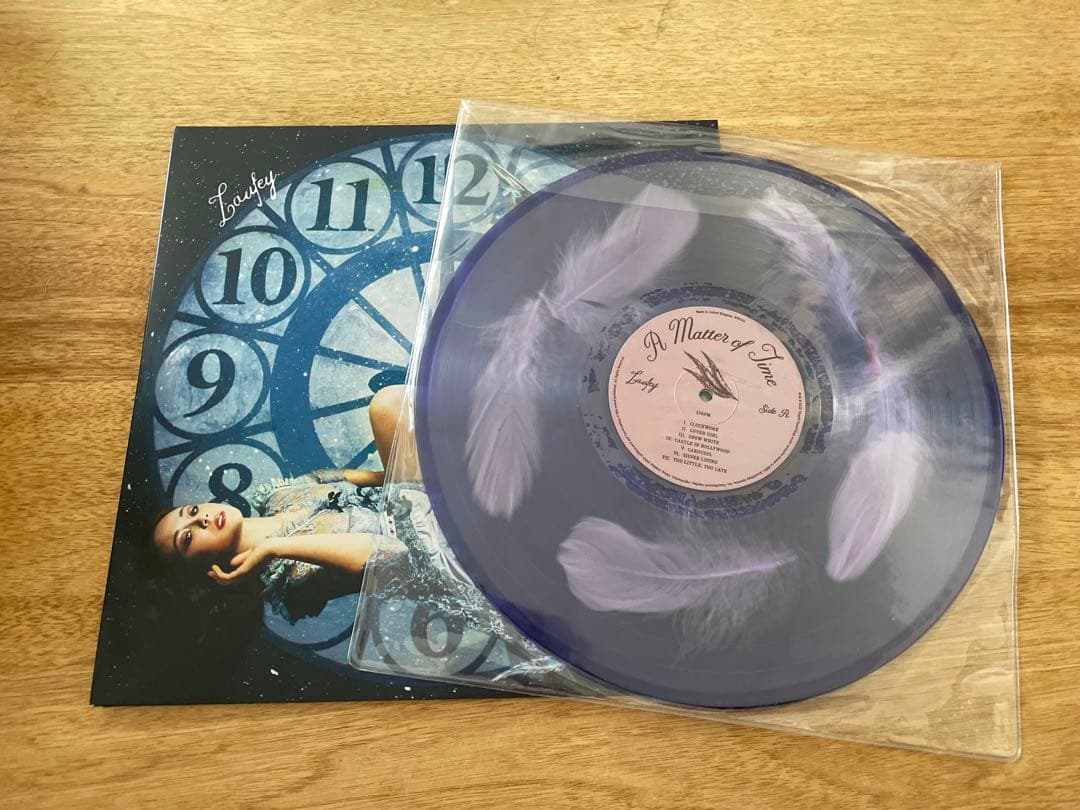 Laufey
11
12
10
9
8
6
A Matter of Time
Laufey
Side A
33RPM
I. CLOCKWORK
II. LOVER GIRL
III. SNOW WHITE
IV. CASTLE IN HOLLYWOOD
V. CAROUSEL
VI. SILVER LINING
VII. TOO LITTLE, TOO LATE